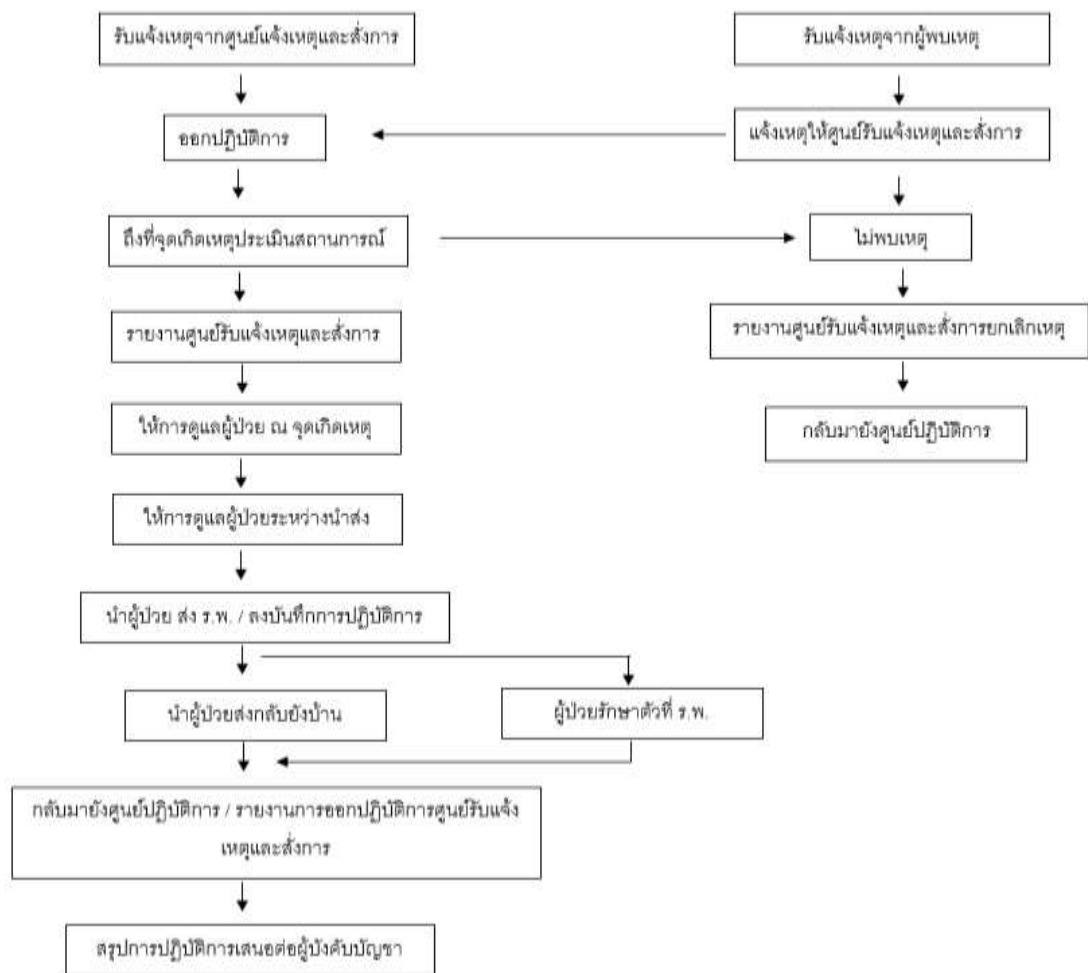 รับแจ้งเหตุจากศูนย์แจ้งเหตุและสั่งการ
รับแจ้งเหตุจากผู้พบเหตุ
ออกปฏิบัติการ
แจ้งเหตุให้ศูนย์รับแจ้งเหตุและสั่งการ
ถึงที่จุดเกิดเหตุประเมินสถานการณ์
ไม่พบเหตุ
รายงานศูนย์รับแจ้งเหตุและสั่งการ
รายงานศูนย์รับแจ้งเหตุและสั่งการยกเลิกเหตุ
ให้การดูแลผู้ป่วย ณ จุดเกิดเหตุ
กลับมายังศูนย์ปฏิบัติการ
ให้การดูแลผู้ป่วยระหว่างนำส่ง
นำผู้ป่วย ส่ง ร.พ. / ลงบันทึกการปฏิบัติการ
นำผู้ป่วยส่งกลับยังบ้าน
ผู้ป่วยรักษาตัวที่ ร.พ.
กลับมายังศูนย์ปฏิบัติการ / รายงานการออกปฏิบัติการศูนย์รับแจ้ง
เหตุและสั่งการ
สรุปการปฏิบัติการเสนอต่อผู้บังคับบัญชา